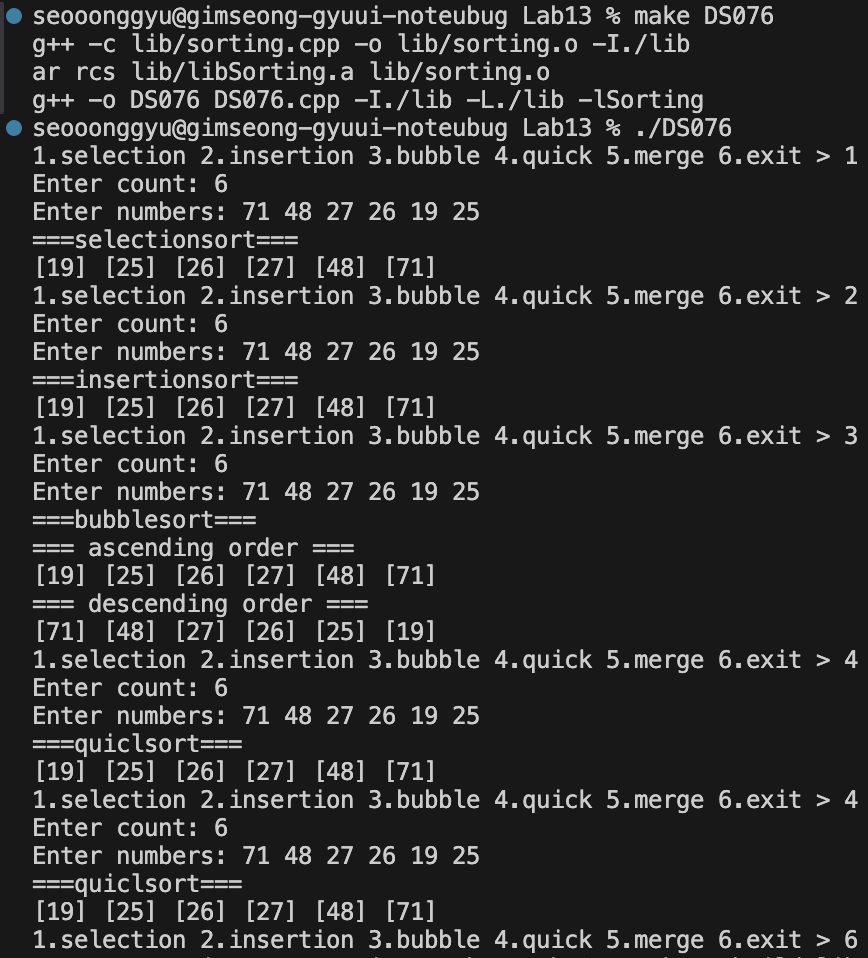 seooonggyu@gimseong-gyuui-noteubug Lab13 % make DS076
g++ -c lib/sorting.cpp -o lib/sorting.o -I./lib
ar rcs lib/libSorting.a lib/sorting.o
g++ -o DS076 DS076.cpp -I./lib -L./lib -lSorting
seooonggyu@gimseong-gyuui-noteubug Lab13 % ./DS076
1.selection 2.insertion 3.bubble 4.quick 5.merge 6.exit > 1
Enter count: 6
Enter numbers: 71 48 27 26 19 25
===selectionsort===
[19] [25] [26] [27] [48] [71]
1.selection 2.insertion 3.bubble 4.quick 5.merge 6.exit > 2
Enter count: 6
Enter numbers: 71 48 27 26 19 25
===insertionsort===
[19] [25] [26] [27] [48] [71]
1.selection 2.insertion 3.bubble 4.quick 5.merge 6.exit > 3
Enter count: 6
Enter numbers: 71 48 27 26 19 25
===bubblesort===
=== ascending order ===
[19] [25] [26] [27] [48] [71]
=== descending order ===
[71] [48] [27] [26] [25] [19]
1.selection 2.insertion 3.bubble 4.quick 5.merge 6.exit > 4
Enter count: 6
Enter numbers: 71 48 27 26 19 25
===quiclsort===
[19] [25] [26] [27] [48] [71]
1.selection 2.insertion 3.bubble 4.quick 5.merge 6.exit > 4
Enter count: 6
Enter numbers: 71 48 27 26 19 25
===quiclsort===
[19] [25] [26] [27] [48] [71]
1.selection 2.insertion 3.bubble 4.quick 5.merge 6.exit > 6